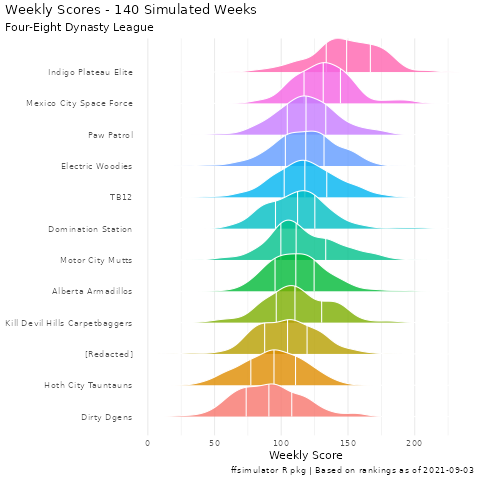 Weekly Scores - 140 Simulated Weeks
Four-Eight Dynasty League
Indigo Plateau Elite
Mexico City Space Force
Paw Patrol
Electric Woodies
TB12
Domination Station
Motor City Mutts
Alberta Armadillos
Kill Devil Hills Carpetbaggers
[Redacted]
Hoth City Tauntauns
Dirty Dgens
0 50 100 150 200
Weekly Score
ffsimulator R pkg | Based on rankings as of 2021-09-03